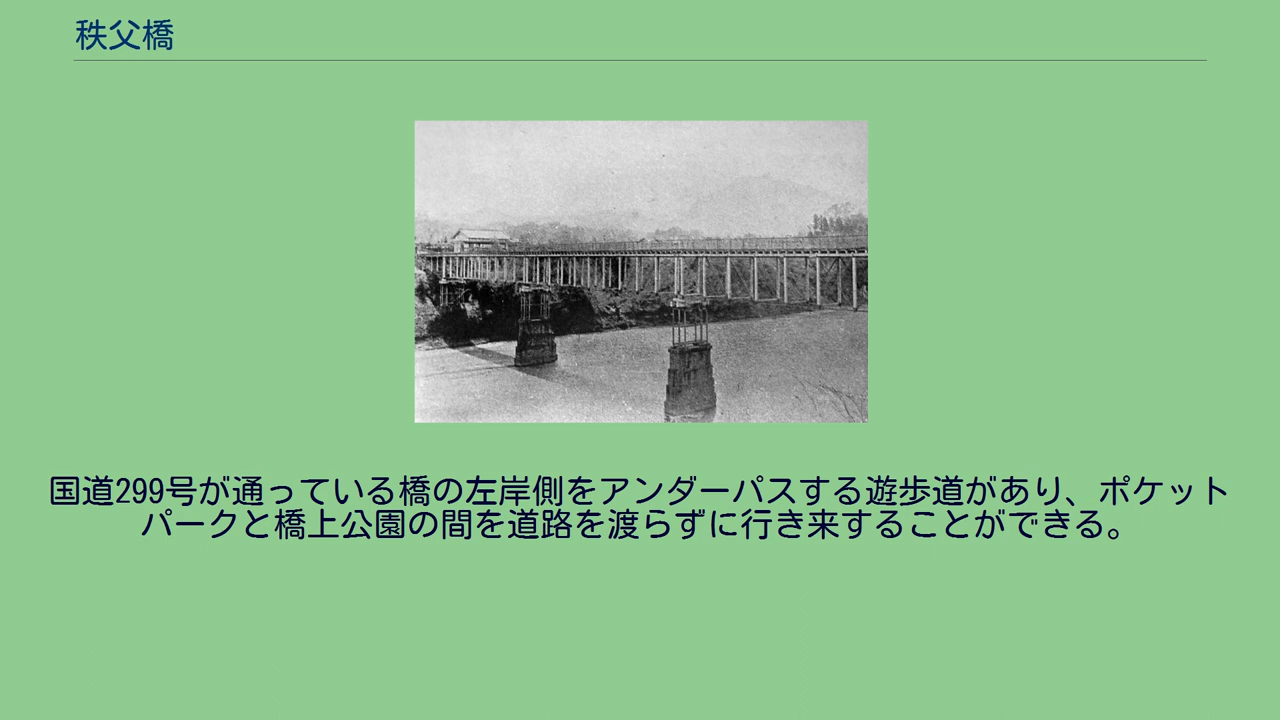 秩父橋
国道299号が通っている橋の左岸側をアンダーパスする遊歩道があり、ポケット
パークと橋上公園の間を道路を渡らずに行き来することができる。